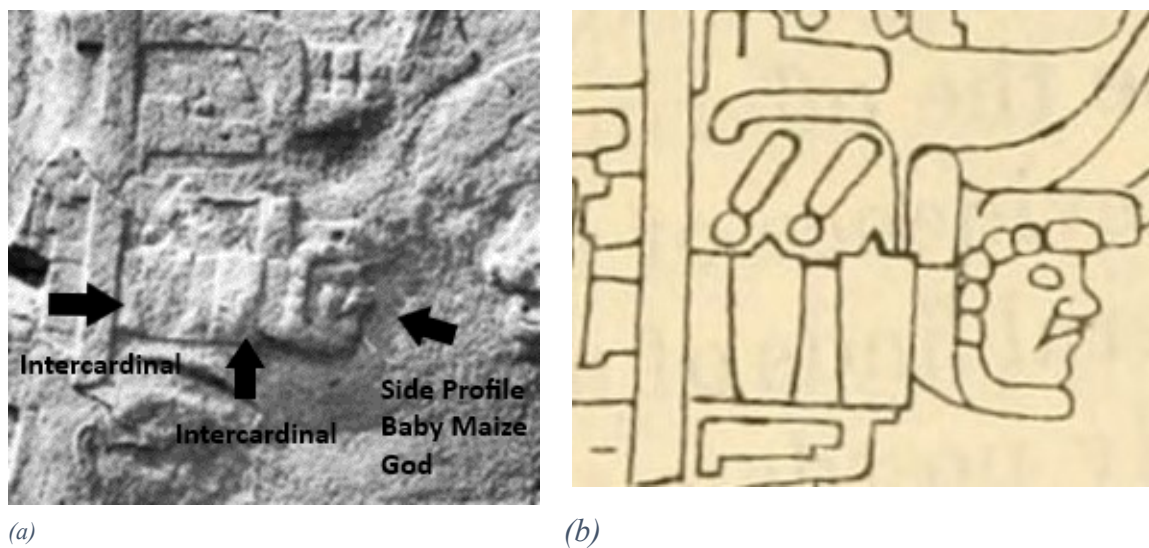 Intercardinal
Side Profile
Baby Maize
God
Intercardinal
(a)
(b)